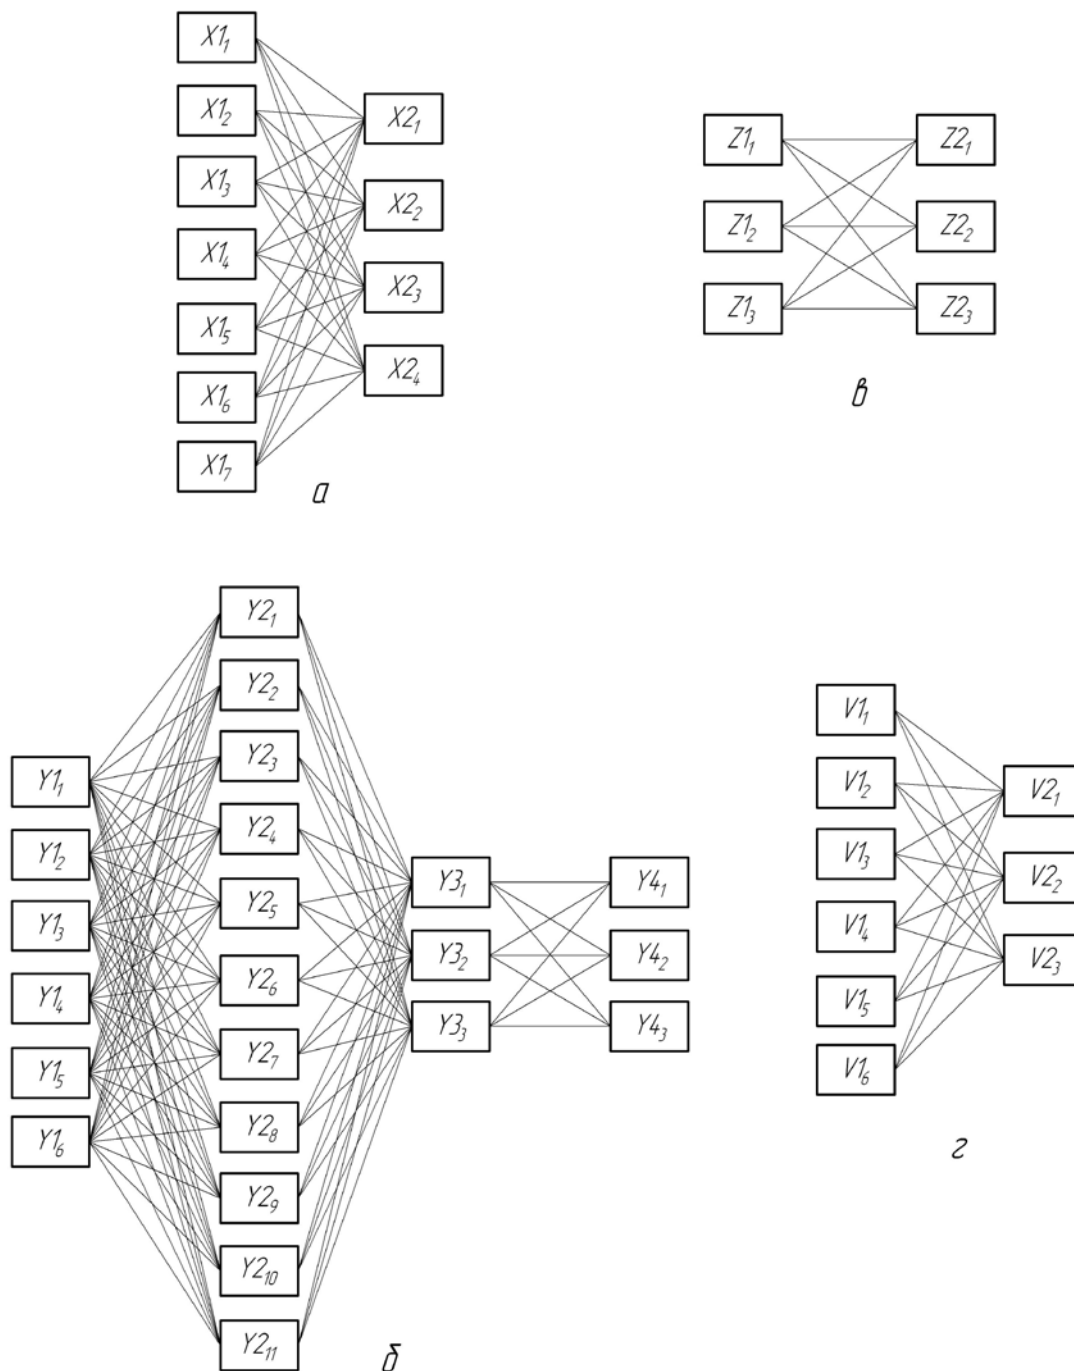 X1₁
X1₂
X1₃
X1₄
X1₅
X1₆
X1₇
X2₁
X2₂
X2₃
X2₄
а
Z1₁
Z1₂
Z1₃
Z2₁
Z2₂
Z2₃
в
Y1₁
Y1₂
Y1₃
Y1₄
Y1₅
Y1₆
Y2₁
Y2₂
Y2₃
Y2₄
Y2₅
Y2₆
Y2₇
Y2₈
Y2₉
Y2₁₀
Y2₁₁
Y3₁
Y3₂
Y3₃
Y4₁
Y4₂
Y4₃
б
V1₁
V1₂
V1₃
V1₄
V1₅
V1₆
V2₁
V2₂
V2₃
г